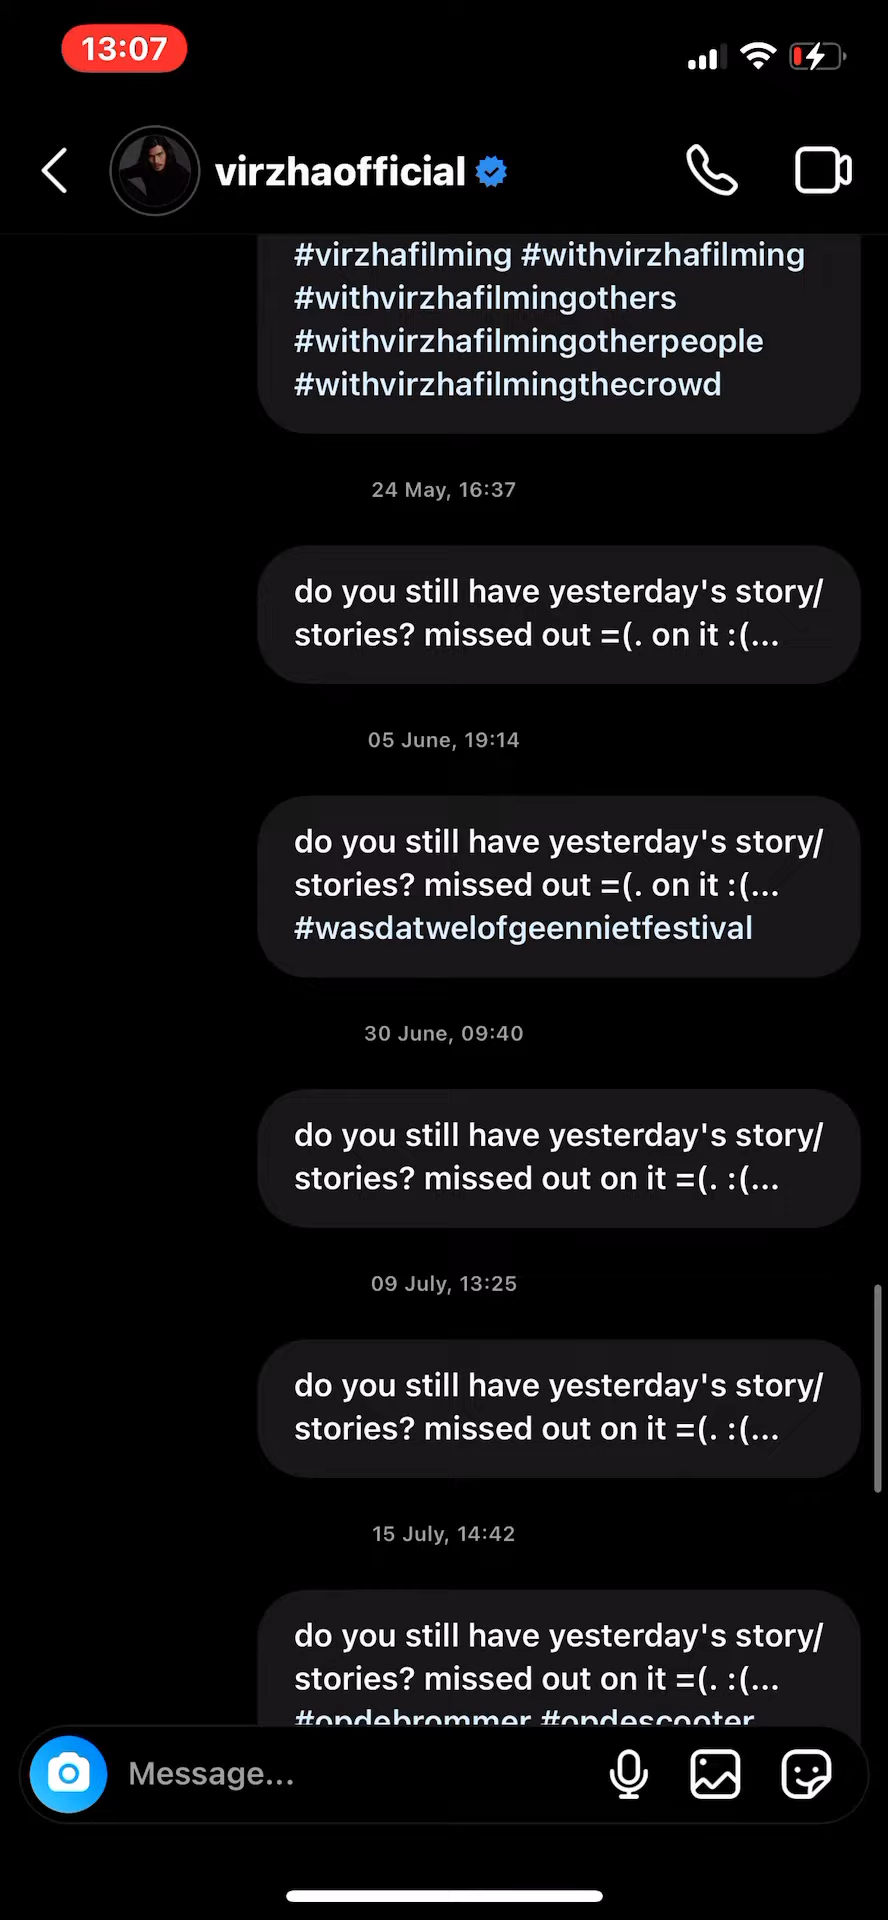 13:07
virzhaofficial
#virzhafilming #withvirzhafilming
#withvirzhafilmingothers
#withvirzhafilmingotherpeople
#withvirzhafilmingthecrowd
24 May, 16:37
do you still have yesterday's story/
stories? missed out =(. on it :(...
05 June, 19:14
do you still have yesterday's story/
stories? missed out =(. on it :(...
#wasdatwelofgeennietfestival
30 June, 09:40
do you still have yesterday's story/
stories? missed out on it =(. :(...
09 July, 13:25
do you still have yesterday's story/
stories? missed out on it =(. :(...
15 July, 14:42
do you still have yesterday's story/
stories? missed out on it =(. :(...
#opdebrommer #opdescooter
Message...